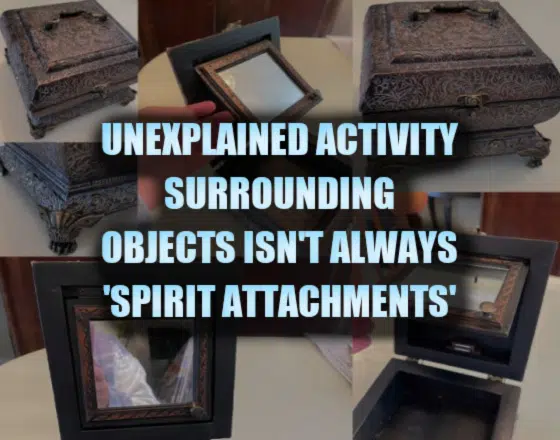 UNEXPLAINED ACTIVITY
SURROUNDING
OBJECTS ISN'T ALWAYS
'SPIRIT ATTACHMENTS'